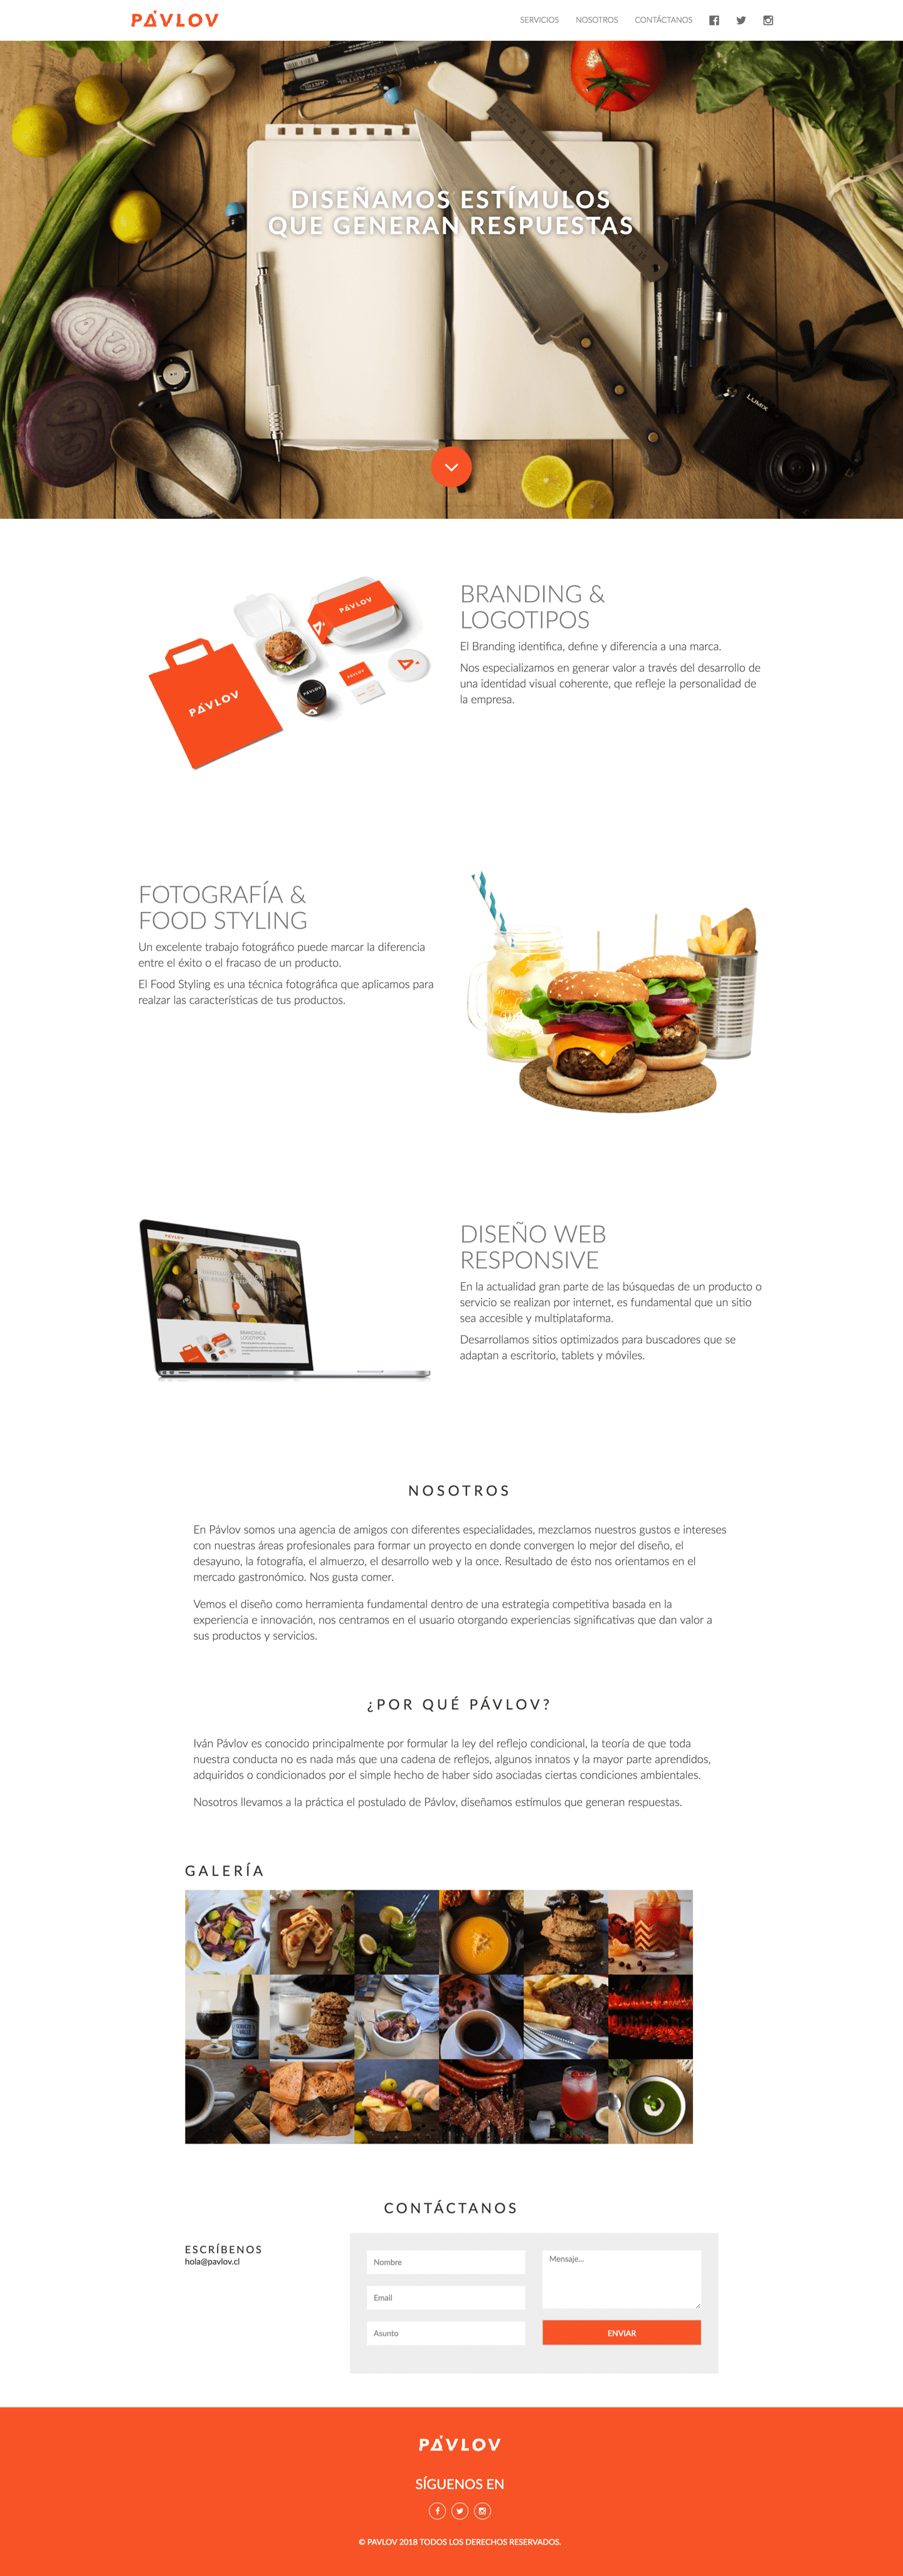 PÁVLOV
SERVICIOS NOSOTROS CONTÁCTANOS
DISEÑAMOS ESTÍMULOS
QUE GENERAN RESPUESTAS
LUMIX
PÁVLOV
PÁVLOV
PÁVLOV
PÁVLOV
BRANDING &
LOGOTIPOS
El Branding identifica, define y diferencia a una marca.
Nos especializamos en generar valor a través del desarrollo de
una identidad visual coherente, que refleje la personalidad de
la empresa.
FOTOGRAFÍA &
FOOD STYLING
Un excelente trabajo fotográfico puede marcar la diferencia
entre el éxito o el fracaso de un producto.
El Food Styling es una técnica fotográfica que aplicamos para
realzar las características de tus productos.
PÁVLOV
BRANDING &
LOGOTIPOS
DISEÑO WEB
RESPONSIVE
En la actualidad gran parte de las búsquedas de un producto o
servicio se realizan por internet, es fundamental que un sitio
sea accesible y multiplataforma.
Desarrollamos sitios optimizados para buscadores que se
adaptan a escritorio, tablets y móviles.
NOSOTROS
En Pávlov somos una agencia de amigos con diferentes especialidades, mezclamos nuestros gustos e intereses
con nuestras áreas profesionales para formar un proyecto en donde convergen lo mejor del diseño, el
desayuno, la fotografía, el almuerzo, el desarrollo web y la once. Resultado de ésto nos orientamos en el
mercado gastronómico. Nos gusta comer.
Vemos el diseño como herramienta fundamental dentro de una estrategia competitiva basada en la
experiencia e innovación, nos centramos en el usuario otorgando experiencias significativas que dan valor a
sus productos y servicios.
¿POR QUÉ PÁVLOV?
Iván Pávlov es conocido principalmente por formular la ley del reflejo condicional, la teoría de que toda
nuestra conducta no es nada más que una cadena de reflejos, algunos innatos y la mayor parte aprendidos,
adquiridos o condicionados por el simple hecho de haber sido asociadas ciertas condiciones ambientales.
Nosotros llevamos a la práctica el postulado de Pávlov, diseñamos estímulos que generan respuestas.
GALERÍA
CONTÁCTANOS
ESCRÍBENOS
hola@pavlov.cl
Nombre
Email
Asunto
Mensaje...
ENVIAR
PÁVLOV
SÍGUENOS EN
© PAVLOV 2018 TODOS LOS DERECHOS RESERVADOS.